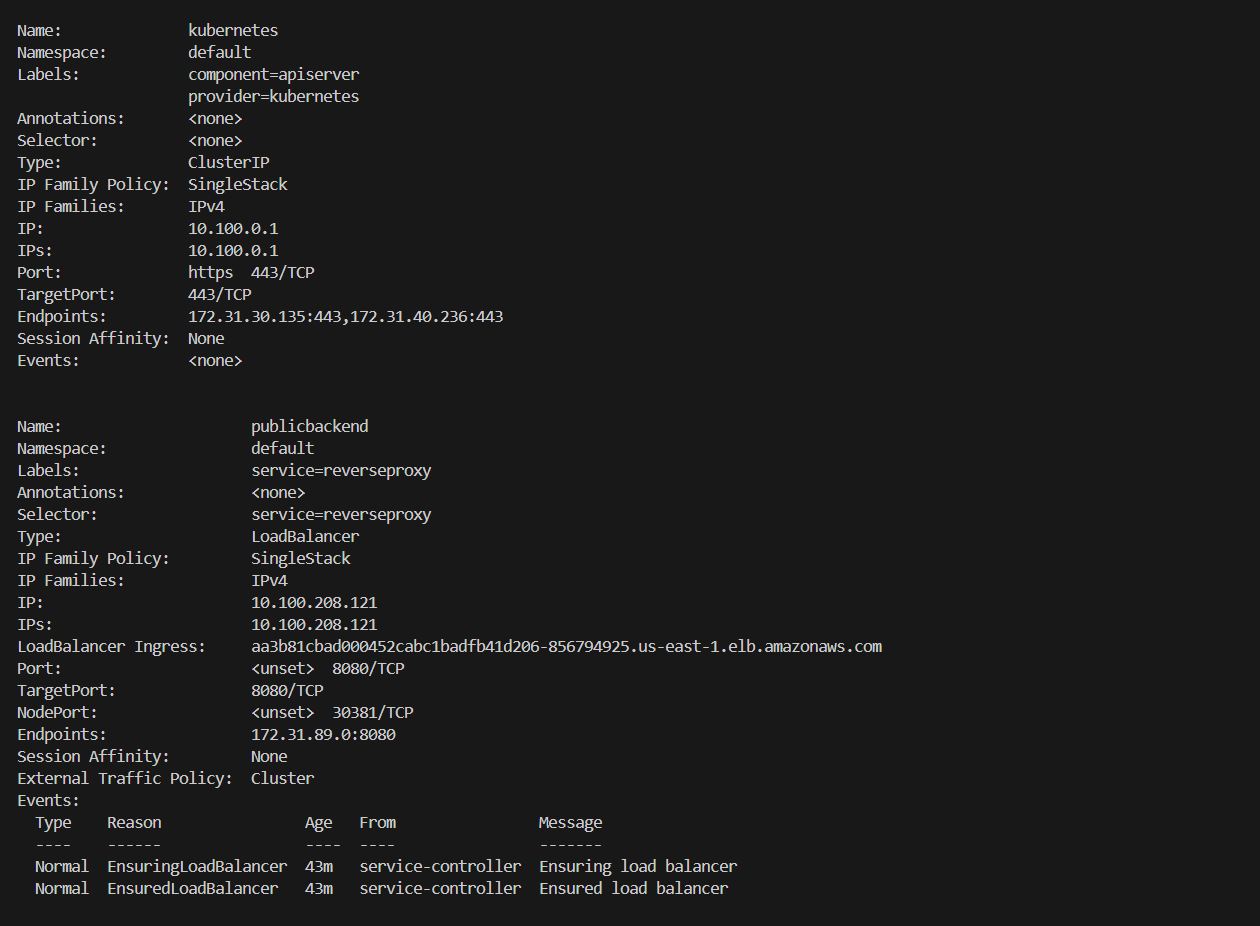 Name:              kubernetes
Namespace:         default
Labels:            component=apiserver
                   provider=kubernetes
Annotations:       <none>
Selector:          <none>
Type:              ClusterIP
IP Family Policy:  SingleStack
IP Families:       IPv4
IP:                10.100.0.1
IPs:               10.100.0.1
Port:              https  443/TCP
TargetPort:        443/TCP
Endpoints:         172.31.30.135:443,172.31.40.236:443
Session Affinity:  None
Events:            <none>


Name:                     publicbackend
Namespace:                default
Labels:                   service=reverseproxy
Annotations:              <none>
Selector:                 service=reverseproxy
Type:                     LoadBalancer
IP Family Policy:         SingleStack
IP Families:              IPv4
IP:                       10.100.208.121
IPs:                      10.100.208.121
LoadBalancer Ingress:     aa3b81cbad000452cabc1badfb41d206-856794925.us-east-1.elb.amazonaws.com
Port:                     <unset>  8080/TCP
TargetPort:               8080/TCP
NodePort:                 <unset>  30381/TCP
Endpoints:                172.31.89.0:8080
Session Affinity:         None
External Traffic Policy:  Cluster
Events:
  Type    Reason                Age   From                Message
  ----    ------                ----  ----                -------
  Normal  EnsuringLoadBalancer  43m   service-controller  Ensuring load balancer
  Normal  EnsuredLoadBalancer   43m   service-controller  Ensured load balancer